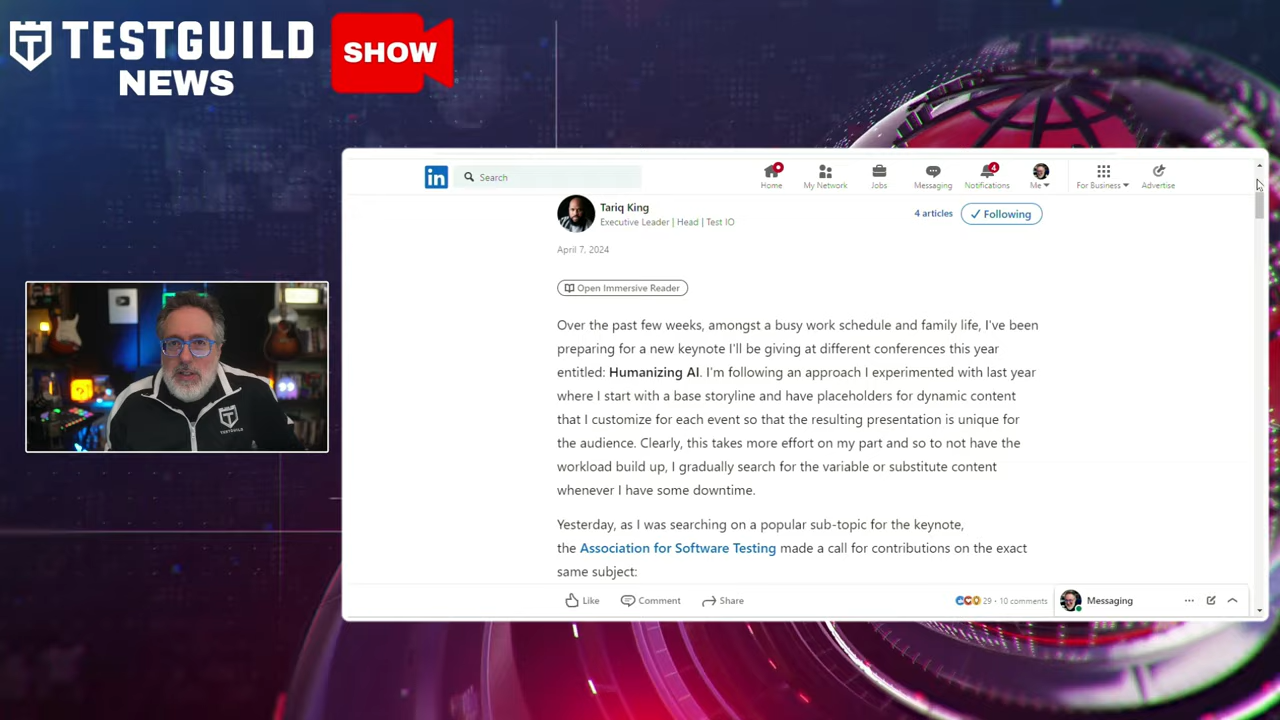 TESTGUILD
NEWS
SHOW
in
Search
Home
My Network
Jobs
Messaging
4
Notifications
Me
For Business
Advertise
Tariq King
Executive Leader | Head | Test IO
4 articles
Following
April 7, 2024
Open Immersive Reader
Over the past few weeks, amongst a busy work schedule and family life, I've been
preparing for a new keynote I'll be giving at different conferences this year
entitled: Humanizing AI. I'm following an approach I experimented with last year
where I start with a base storyline and have placeholders for dynamic content
that I customize for each event so that the resulting presentation is unique for
the audience. Clearly, this takes more effort on my part and so to not have the
workload build up, I gradually search for the variable or substitute content
whenever I have some downtime.
Yesterday, as I was searching on a popular sub-topic for the keynote,
the Association for Software Testing made a call for contributions on the exact
same subject:
Like
Comment
Share
29 · 10 comments
Messaging
TESTGUILD